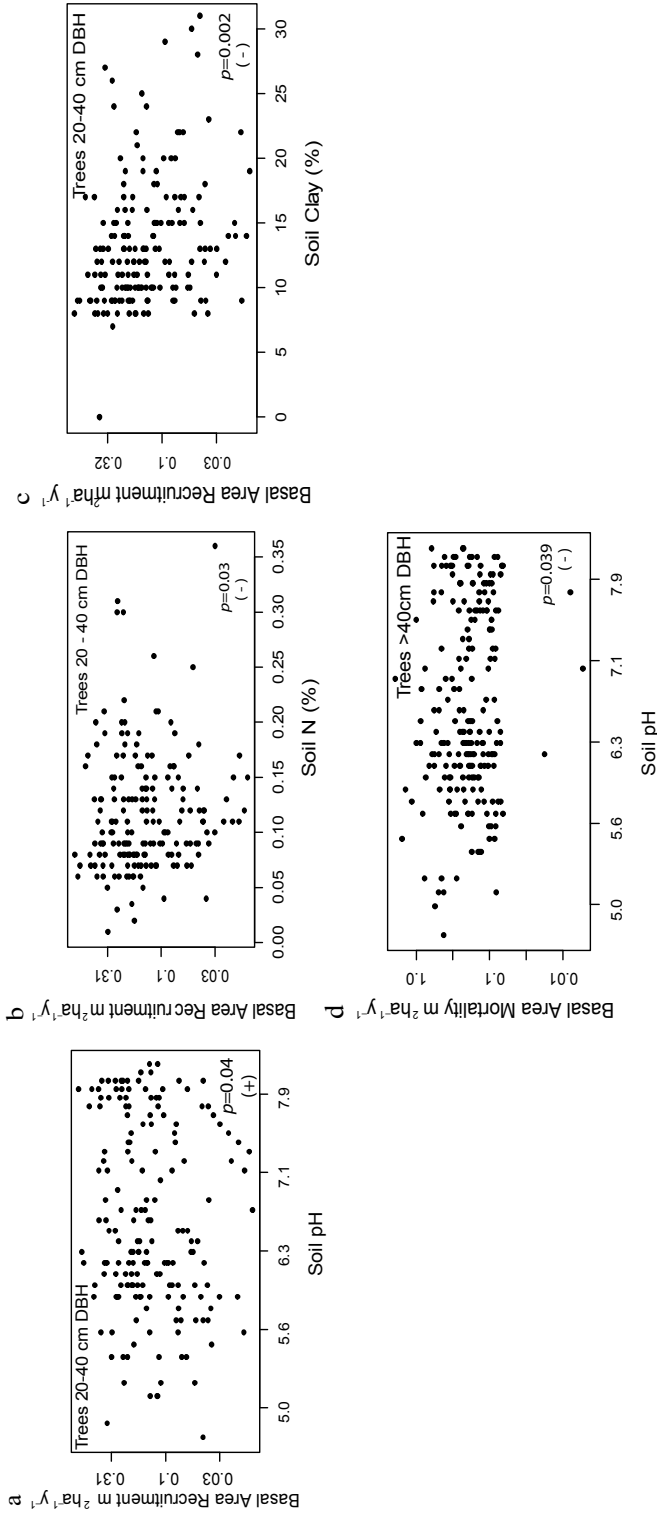 a
Basal Area Recruitment m ²ha⁻¹y⁻¹
0.31
0.1
0.03
Trees 20-40 cm DBH
p=0.04
(+)
5.0
5.6
6.3
7.1
7.9
Soil pH
b
Basal Area Recruitment m²ha⁻¹y⁻¹
0.31
0.1
0.03
Trees 20 - 40 cm DBH
p=0.03
(-)
0.00
0.05
0.10
0.15
0.20
0.25
0.30
0.35
Soil N (%)
c
Basal Area Recruitment m²ha⁻¹y⁻¹
0.32
0.1
0.03
Trees 20-40 cm DBH
p=0.002
(-)
0
5
10
15
20
25
30
Soil Clay (%)
d
Basal Area Mortality m²ha⁻¹y⁻¹
1.0
0.1
0.01
Trees >40cm DBH
p=0.039
(-)
5.0
5.6
6.3
7.1
7.9
Soil pH